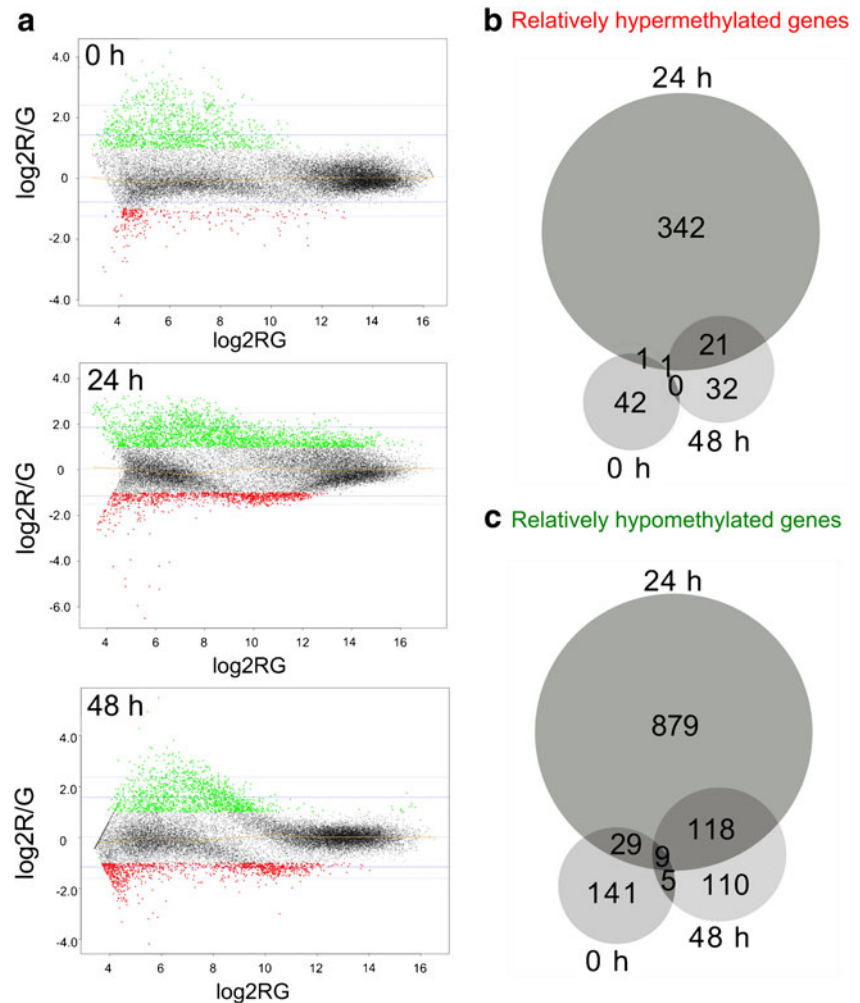 a
0 h
4.0
2.0
0
-2.0
-4.0
log2R/G
4 6 8 10 12 14 16
log2RG
24 h
4.0
2.0
0
-2.0
-4.0
-6.0
log2R/G
4 6 8 10 12 14 16
log2RG
48 h
4.0
2.0
0
-2.0
-4.0
log2R/G
4 6 8 10 12 14 16
log2RG
b Relatively hypermethylated genes
24 h
342
1 1 21
42 0 32
0 h
48 h
c Relatively hypomethylated genes
24 h
879
29 9 118
141 5 110
0 h
48 h